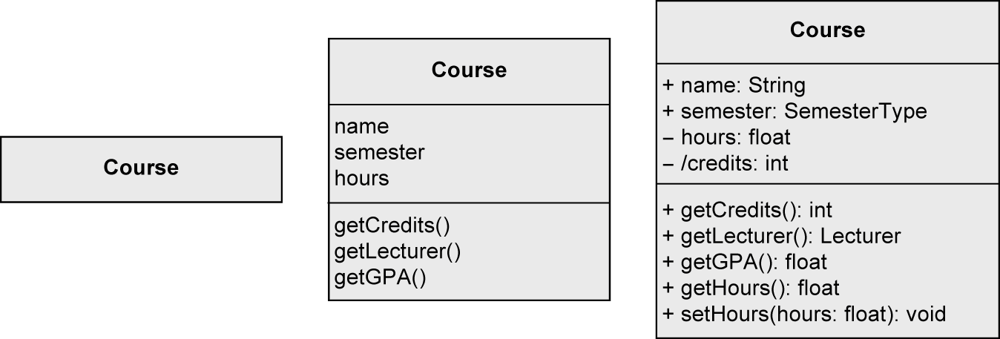 Course
Course
name
semester
hours
getCredits()
getLecturer()
getGPA()
Course
+ name: String
+ semester: SemesterType
– hours: float
– /credits: int
+ getCredits(): int
+ getLecturer(): Lecturer
+ getGPA(): float
+ getHours(): float
+ setHours(hours: float): void